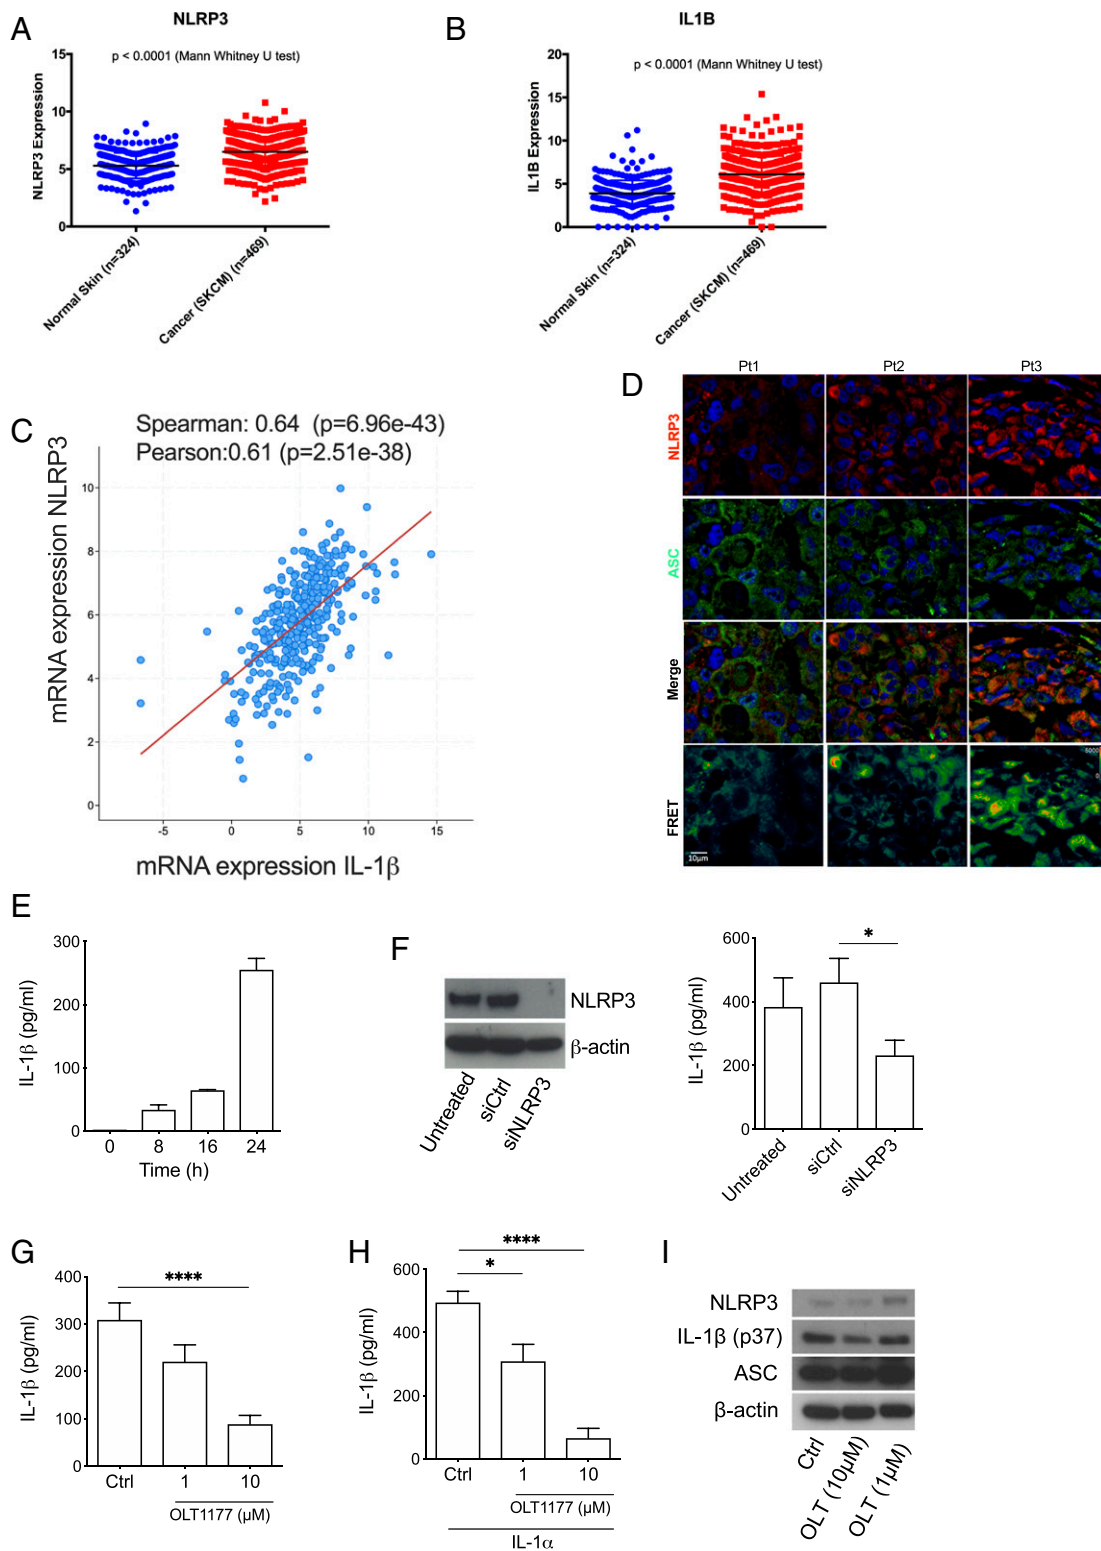 A
NLRP3
p < 0.0001 (Mann Whitney U test)
NLRP3 Expression
15
10
5
0
Normal Skin (n=324)
Cancer (SKCM) (n=469)
B
IL1B
p < 0.0001 (Mann Whitney U test)
IL1B Expression
20
15
10
5
0
Normal Skin (n=324)
Cancer (SKCM) (n=469)
C
Spearman: 0.64 (p=6.96e-43)
Pearson:0.61 (p=2.51e-38)
mRNA expression NLRP3
10
8
6
4
2
0
-5 0 5 10 15
mRNA expression IL-1β
D
Pt1 Pt2 Pt3
NLRP3
ASC
Merge
FRET
5000
0
10µm
E
IL-1β (pg/ml)
300
200
100
0
0 8 16 24
Time (h)
F
NLRP3
β-actin
Untreated
siCtrl
siNLRP3
IL-1β (pg/ml)
600
400
200
0
*
Untreated
siCtrl
siNLRP3
G
IL-1β (pg/ml)
400
300
200
100
0
****
Ctrl 1 10
OLT1177 (µM)
H
IL-1β (pg/ml)
600
400
200
0
****
*
Ctrl 1 10
OLT1177 (µM)
IL-1α
I
NLRP3
IL-1β (p37)
ASC
β-actin
Ctrl
OLT (10µM)
OLT (1µM)